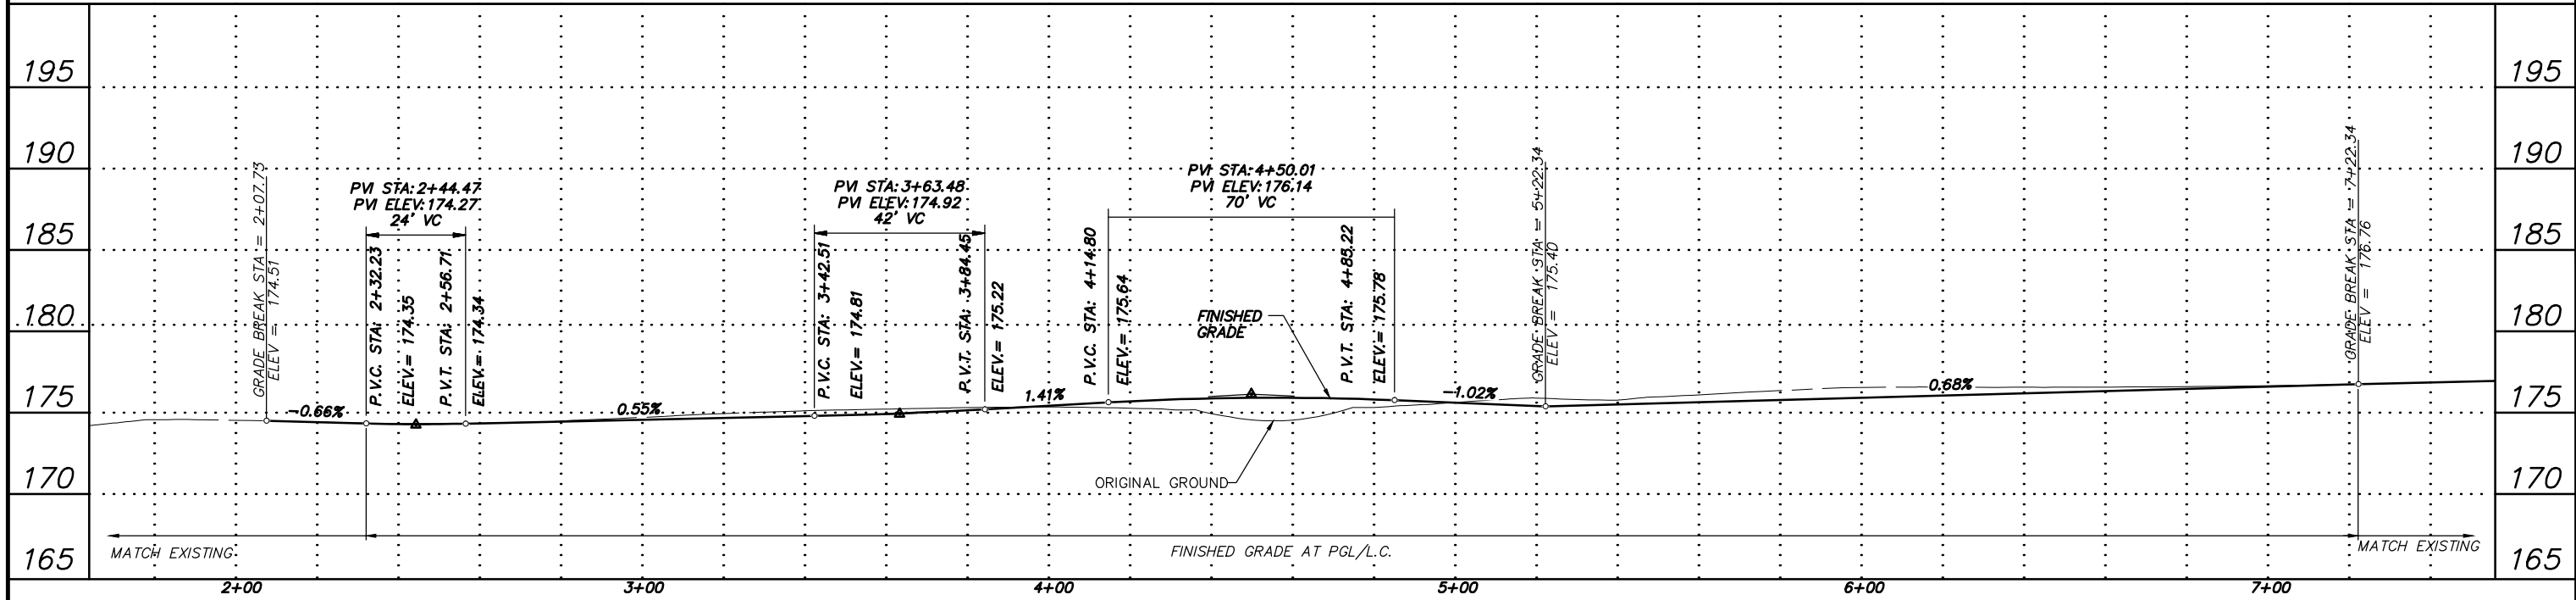 195
190
185
180
175
170
165
GRADE BREAK STA = 2+07.73
ELEV = 174.51
PVI STA: 2+44.47
PVI ELEV: 174.27
24' VC
P.V.C. STA: 2+32.23
ELEV.= 174.35
P.V.T. STA: 2+56.71
ELEV.= 174.34
-0.66%
0.55%
PVI STA: 3+63.48
PVI ELEV: 174.92
42' VC
P.V.C. STA: 3+42.51
ELEV.= 174.81
P.V.T. STA: 3+84.45
ELEV.= 175.22
1.41%
PVI STA: 4+50.01
PVI ELEV: 176.14
70' VC
P.V.C. STA: 4+14.80
ELEV.= 175.64
FINISHED
GRADE
P.V.T. STA: 4+85.22
ELEV.= 175.78
-1.02%
ORIGINAL GROUND
GRADE BREAK STA = 5+22.34
ELEV = 175.40
0.68%
GRADE BREAK STA = 7+22.34
ELEV = 176.76
MATCH EXISTING
FINISHED GRADE AT PGL/L.C.
MATCH EXISTING
195
190
185
180
175
170
165
2+00
3+00
4+00
5+00
6+00
7+00